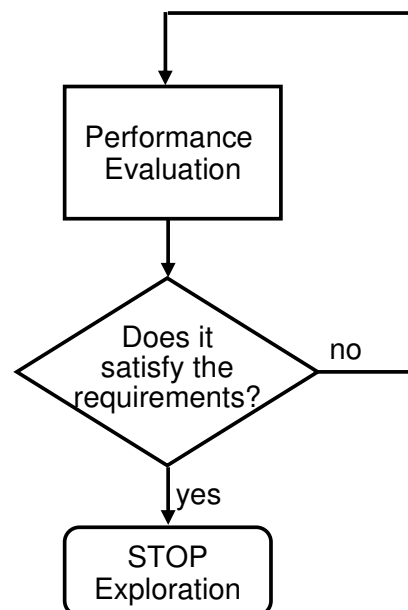 Performance
Evaluation
Does it
satisfy the
requirements?
no
yes
STOP
Exploration